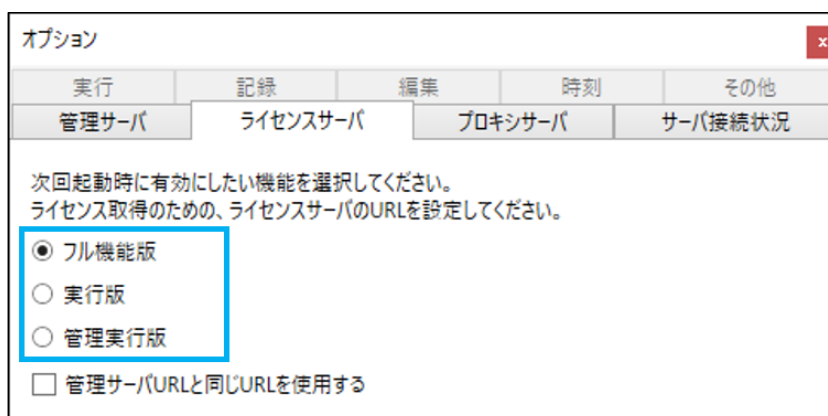 オプション
x
実行 記録 編集 時刻 その他
管理サーバ ライセンスサーバ プロキシサーバ サーバ接続状況
次回起動時に有効にしたい機能を選択してください。
ライセンス取得のための、ライセンスサーバのURLを設定してください。
フル機能版
実行版
管理実行版
管理サーバURLと同じURLを使用する